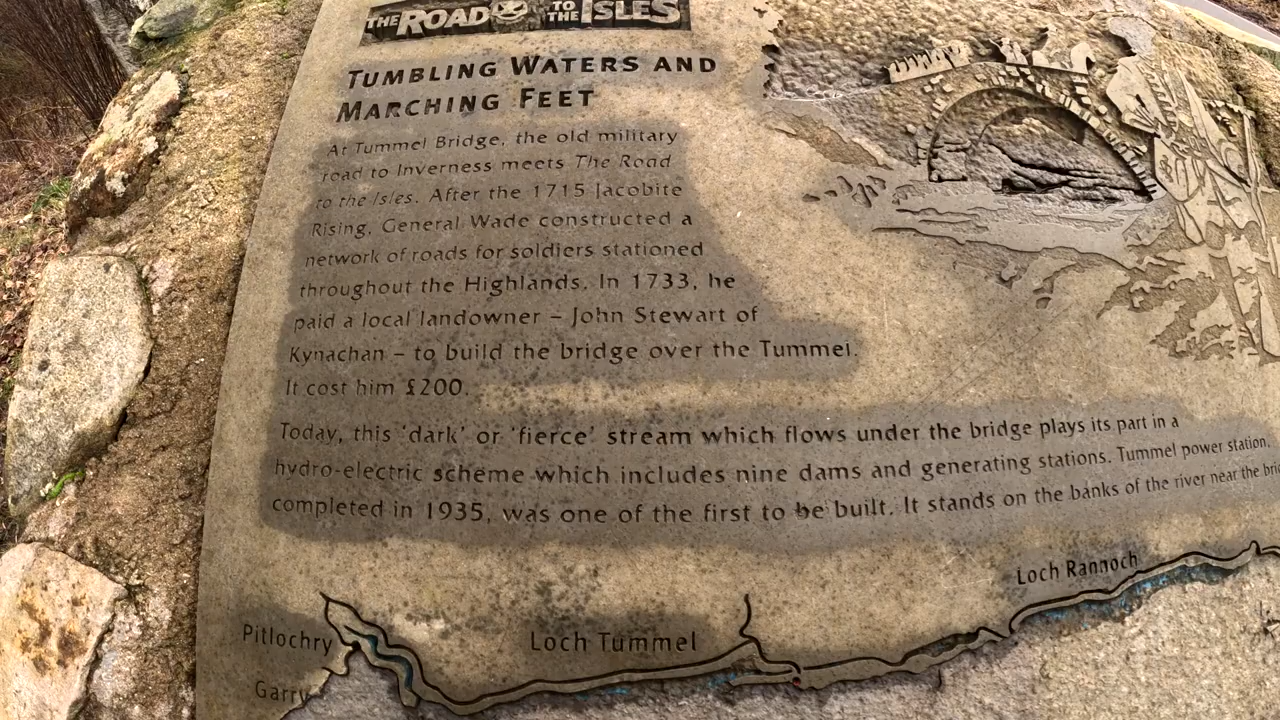 THE ROAD TO THE ISLES
TUMBLING WATERS AND
MARCHING FEET
At Tummel Bridge, the old military
road to Inverness meets The Road
to the Isles. After the 1715 Jacobite
Rising, General Wade constructed a
network of roads for soldiers stationed
throughout the Highlands. In 1733, he
paid a local landowner – John Stewart of
Kynachan – to build the bridge over the Tummel.
It cost him £200.
Today, this 'dark' or 'fierce' stream which flows under the bridge plays its part in a
hydro-electric scheme which includes nine dams and generating stations. Tummel power station,
completed in 1935, was one of the first to be built. It stands on the banks of the river near the
Loch Rannoch
Pitlochry
Loch Tummel
Garry